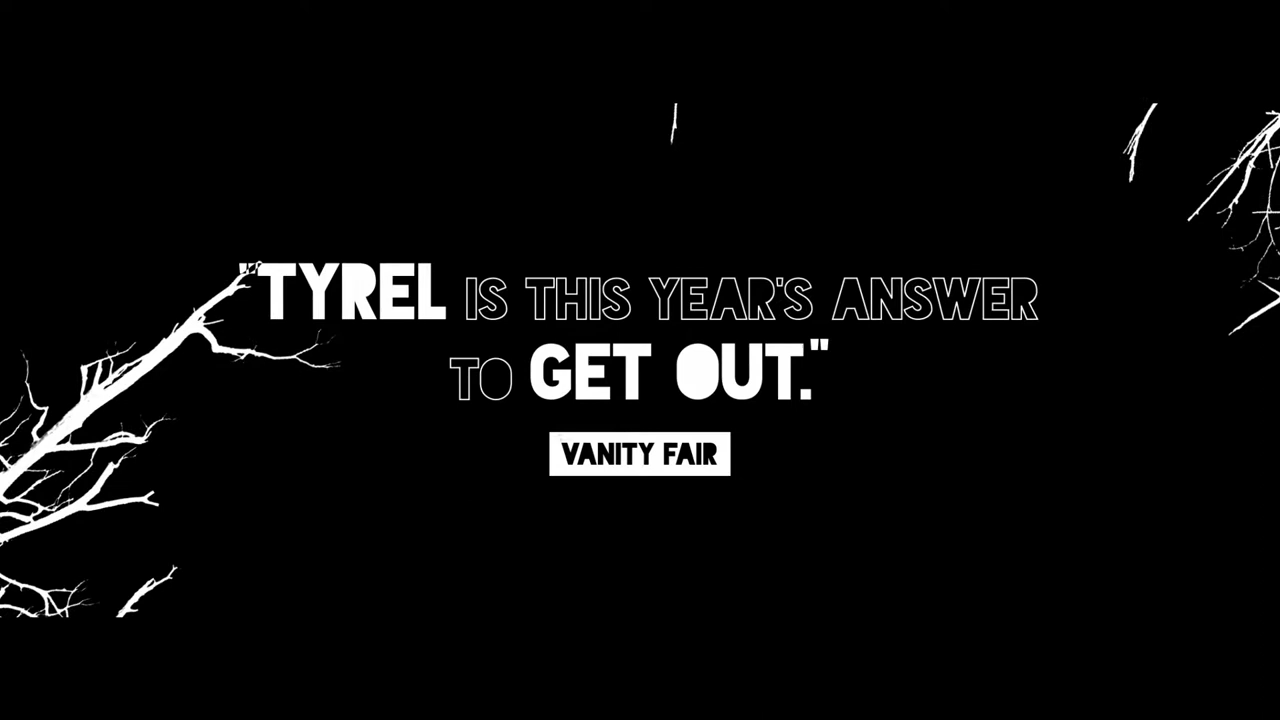 "TYREL IS THIS YEAR'S ANSWER
TO GET OUT."
VANITY FAIR